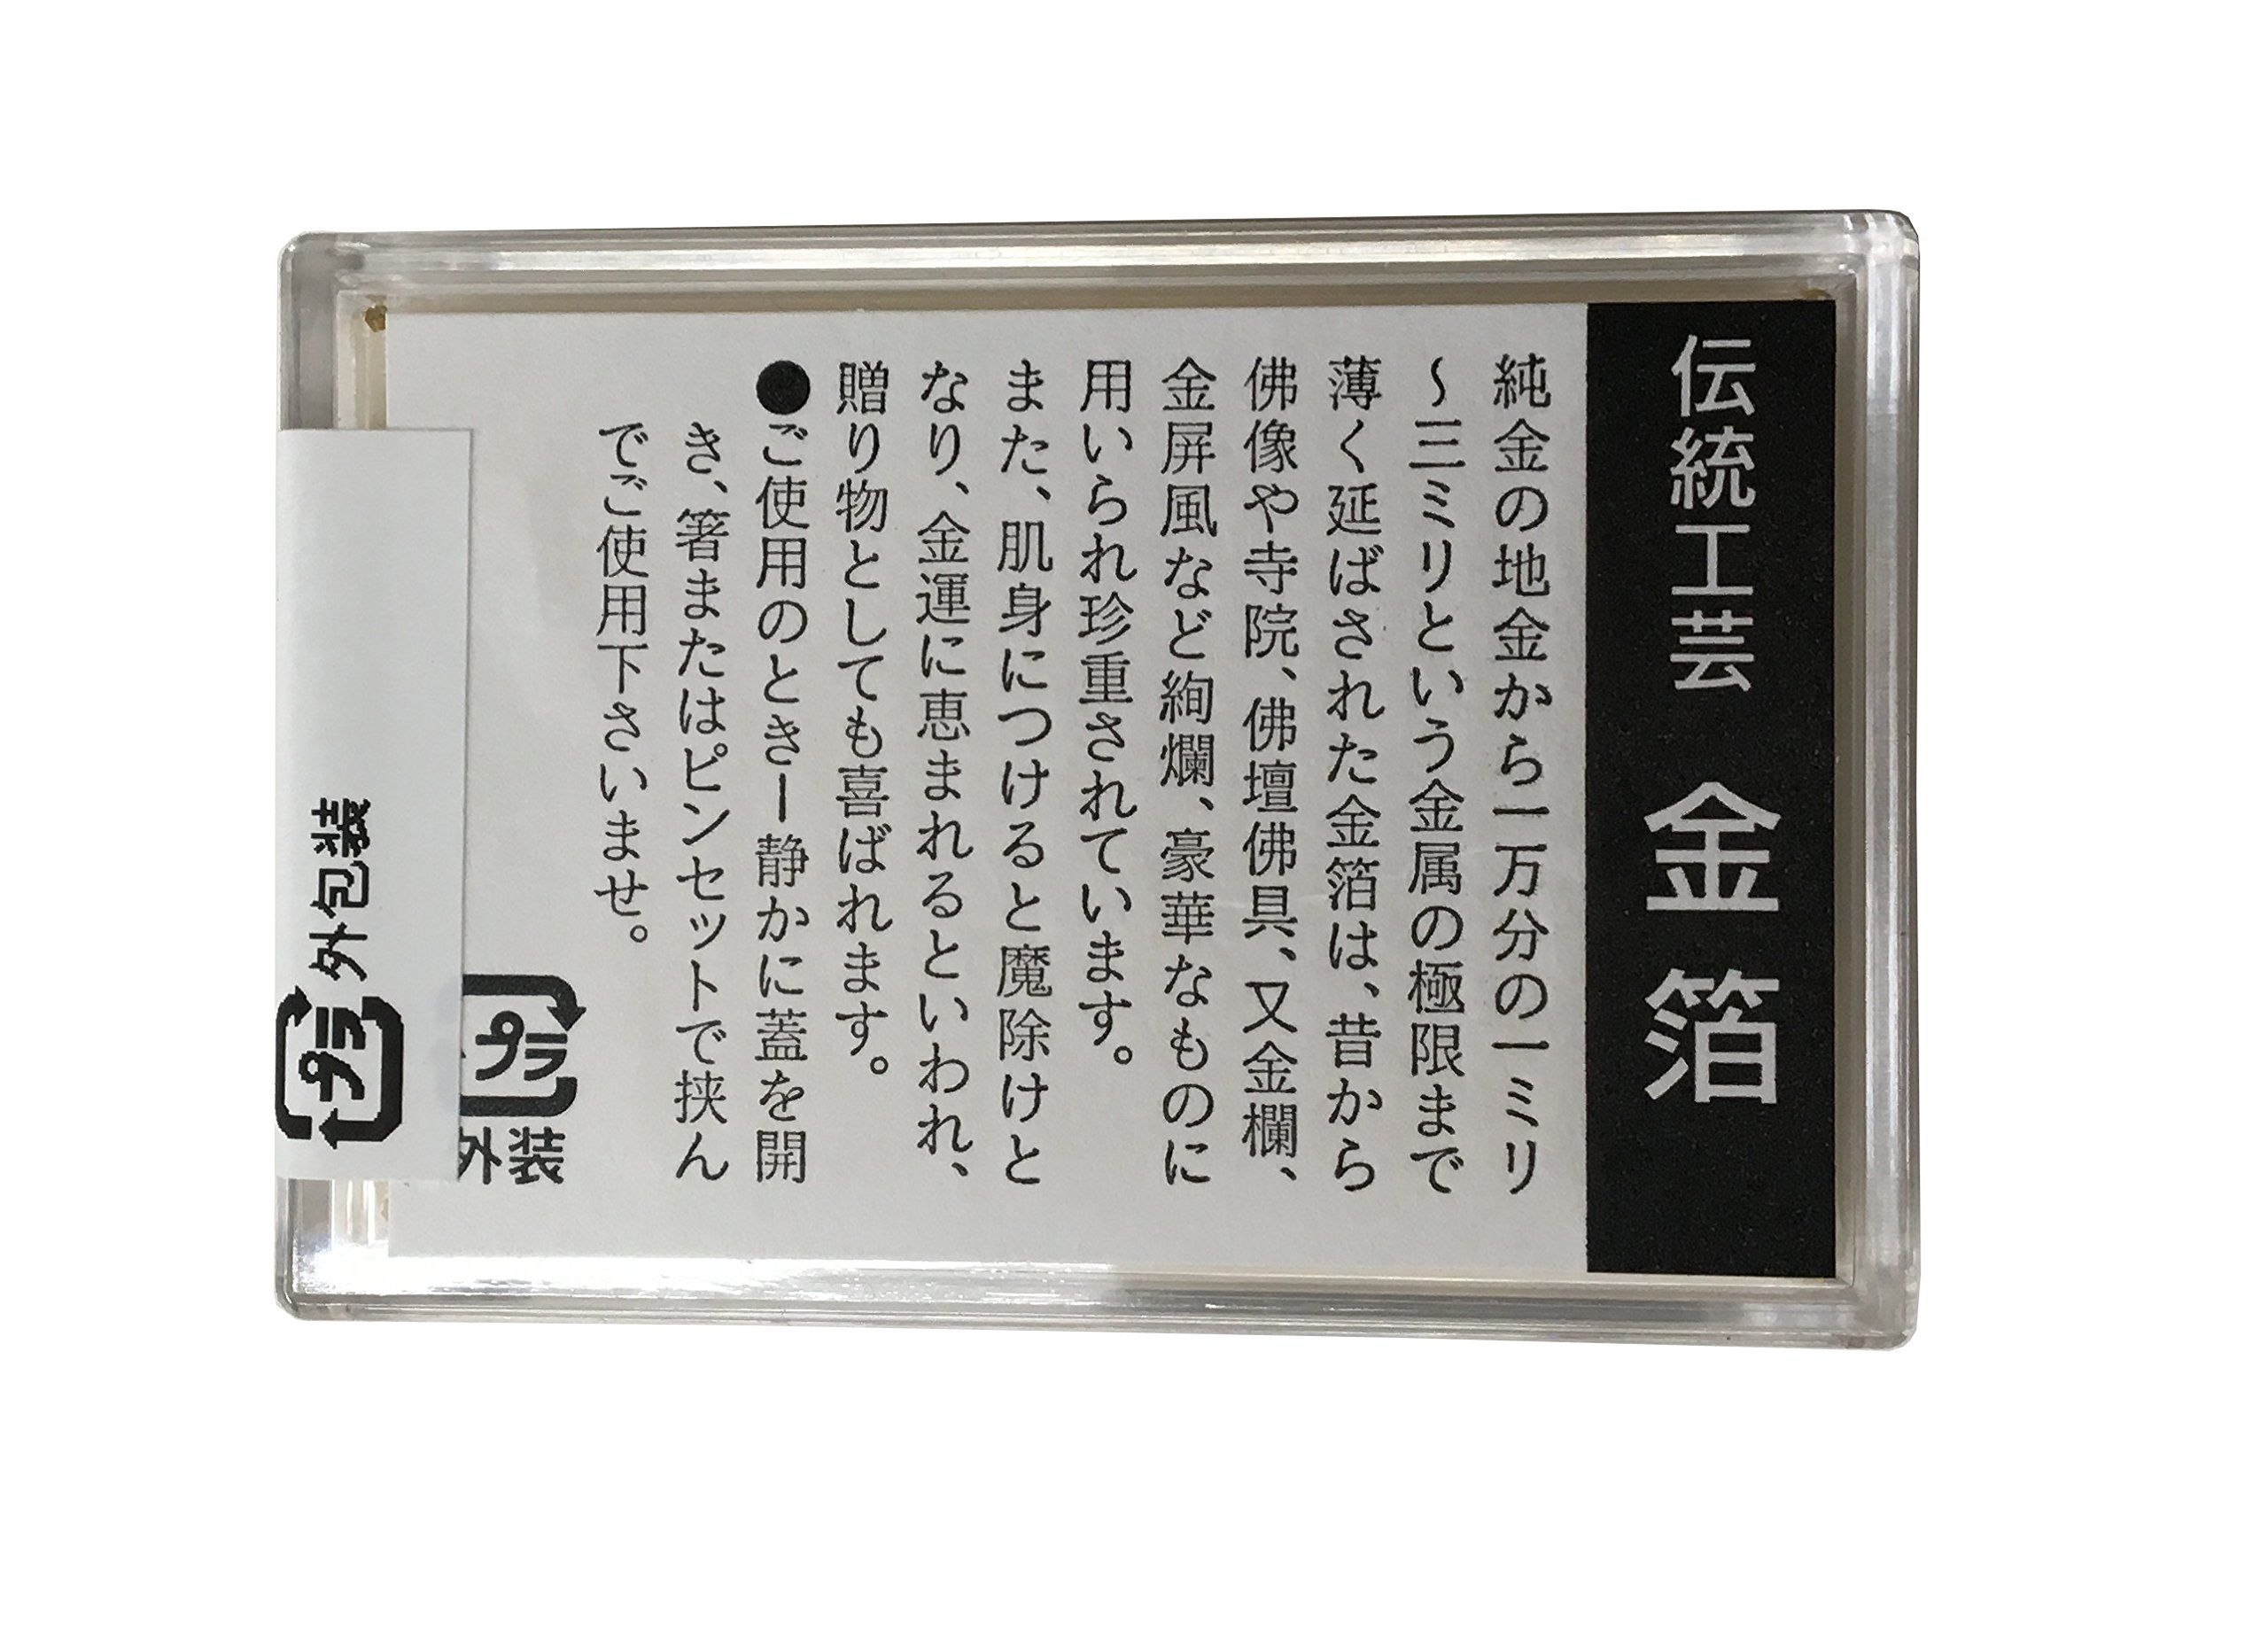 伝統工芸 金箔
純金の地金から一万分の一ミリ
〜三ミリという金属の極限まで
薄く延ばされた金箔は、昔から
佛像や寺院、佛壇佛具、又金欄、
金屏風など絢爛、豪華なものに
用いられ珍重されています。
また、肌身につけると魔除けと
なり、金運に恵まれるといわれ、
贈り物としても喜ばれます。
●ご使用のときー静かに蓋を開
き、箸またはピンセットで挟ん
でご使用下さいませ。
プラ
外装
プラ 外包装